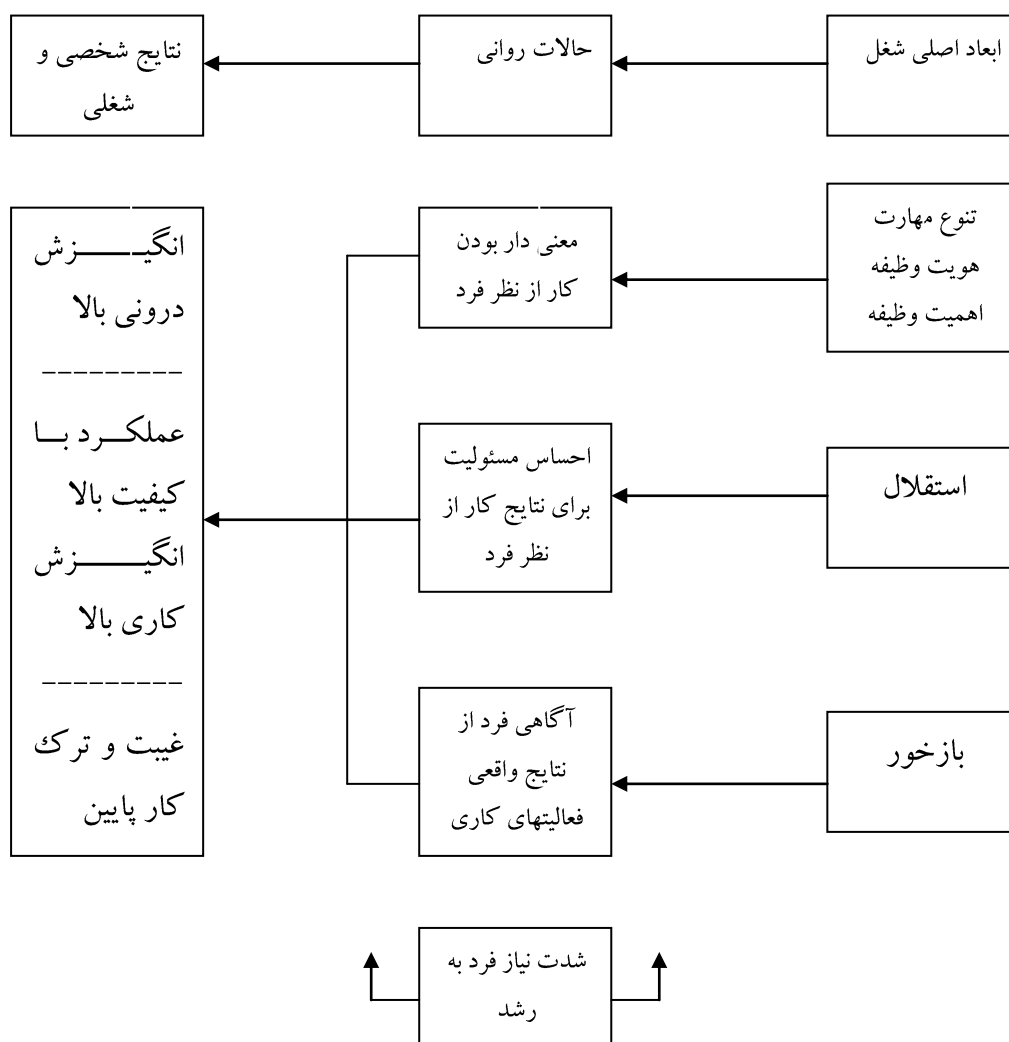 ابعاد اصلی شغل
حالات روانی
نتایج شخصی و
شغلی
تنوع مهارت
هویت وظیفه
اهمیت وظیفه
معنی دار بودن
کار از نظر فرد
استقلال
احساس مسئولیت
برای نتایج کار از
نظر فرد
بازخور
آگاهی فرد از
نتایج واقعی
فعالیتهای کاری
انگیزش
درونی بالا
---------
عملکرد با
کیفیت بالا
انگیزش
کاری بالا
---------
غیبت و ترک
کار پایین
شدت نیاز فرد به
رشد